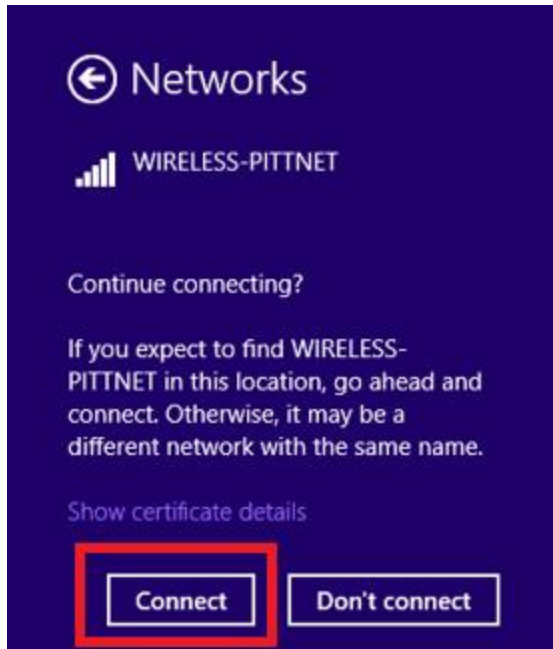 Networks
WIRELESS-PITTNET
Continue connecting?
If you expect to find WIRELESS-
PITTNET in this location, go ahead and
connect. Otherwise, it may be a
different network with the same name.
Show certificate details
Connect Don't connect